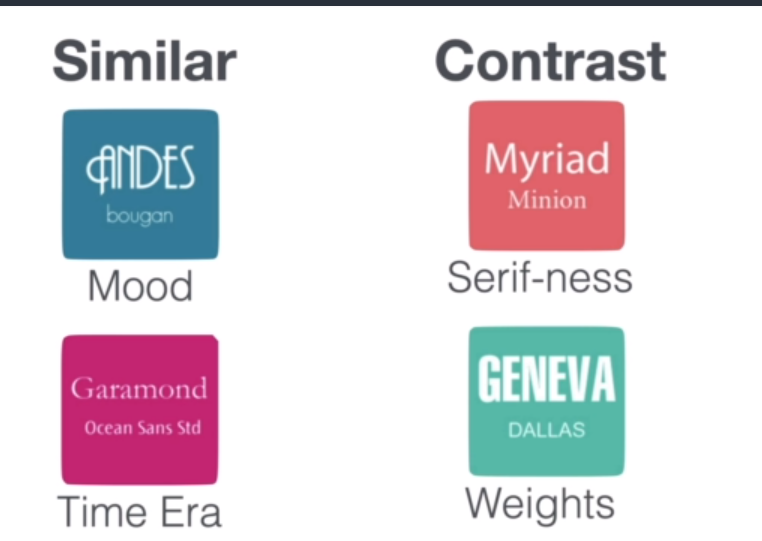 Similar
ANDES
bougan
Mood
Garamond
Ocean Sans Std
Time Era
Contrast
Myriad
Minion
Serif-ness
GENEVA
DALLAS
Weights